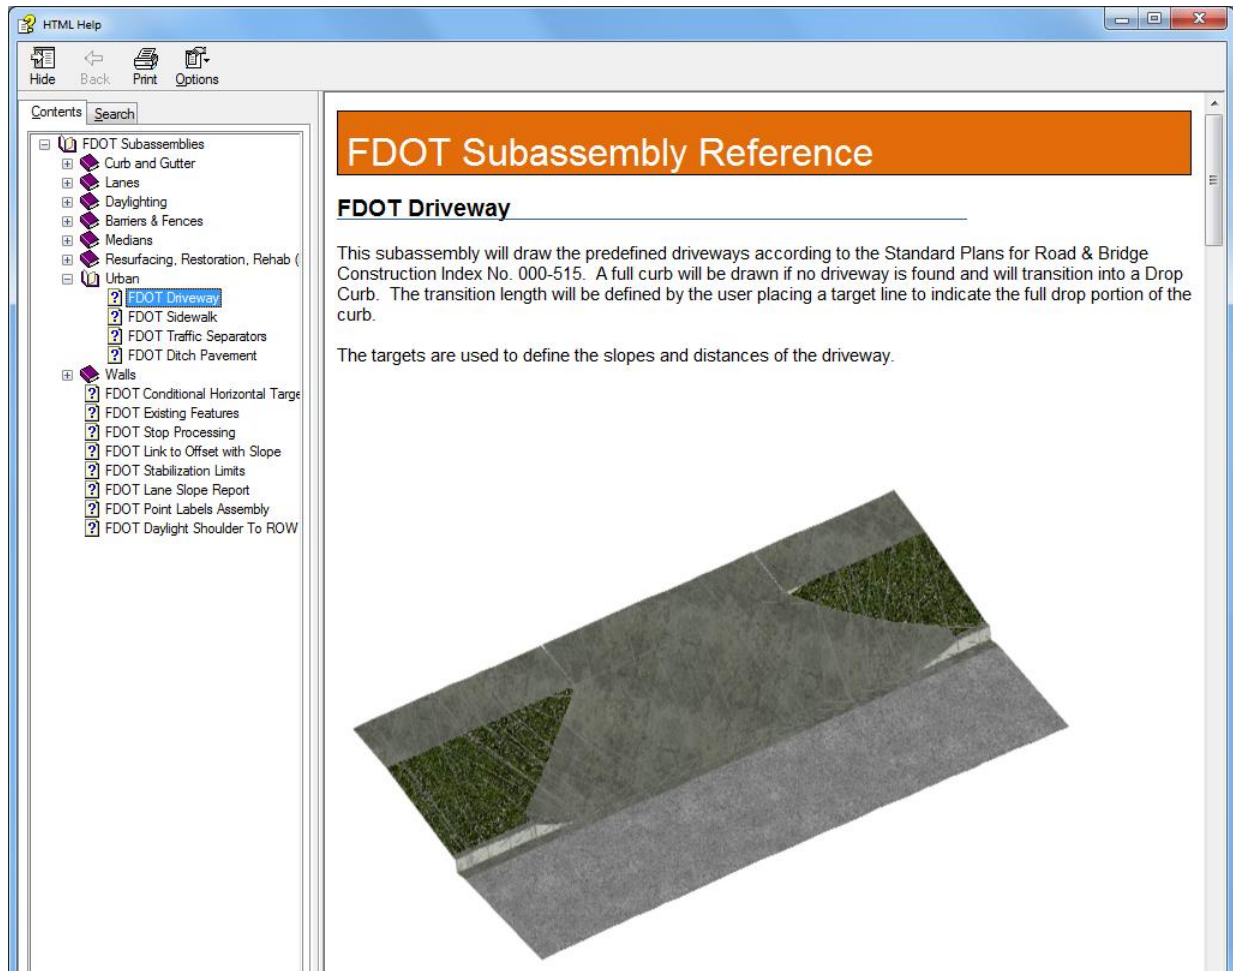 HTML Help
Hide Back Print Options
Contents Search
FDOT Subassemblies
Curb and Gutter
Lanes
Daylighting
Barriers & Fences
Medians
Resurfacing, Restoration, Rehab (
Urban
FDOT Driveway
FDOT Sidewalk
FDOT Traffic Separators
FDOT Ditch Pavement
Walls
FDOT Conditional Horizontal Targe
FDOT Existing Features
FDOT Stop Processing
FDOT Link to Offset with Slope
FDOT Stabilization Limits
FDOT Lane Slope Report
FDOT Point Labels Assembly
FDOT Daylight Shoulder To ROW
FDOT Subassembly Reference
FDOT Driveway
This subassembly will draw the predefined driveways according to the Standard Plans for Road & Bridge
Construction Index No. 000-515.  A full curb will be drawn if no driveway is found and will transition into a Drop
Curb.  The transition length will be defined by the user placing a target line to indicate the full drop portion of the
curb.
The targets are used to define the slopes and distances of the driveway.